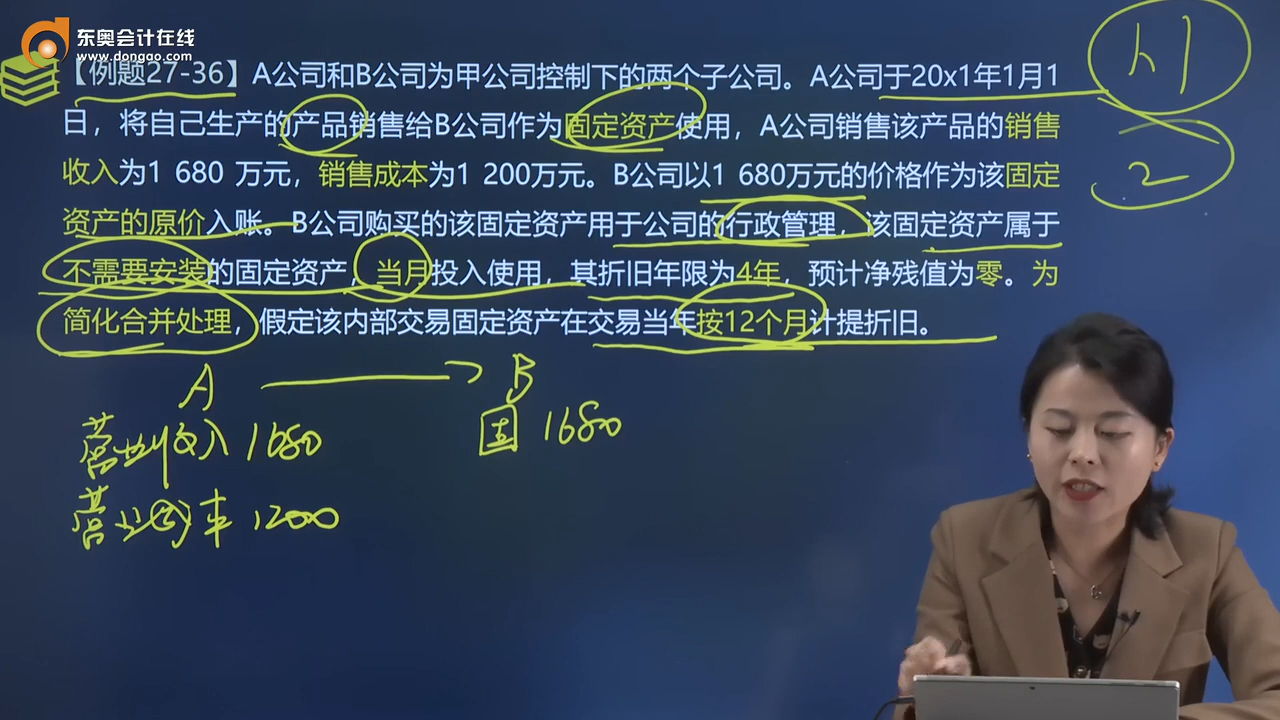 东奥会计在线
www.dongao.com
【例题27-36】A公司和B公司为甲公司控制下的两个子公司。A公司于20x1年1月1
日，将自己生产的产品销售给B公司作为固定资产使用，A公司销售该产品的销售
收入为1 680 万元，销售成本为1 200万元。B公司以1 680万元的价格作为该固定
资产的原价入账。B公司购买的该固定资产用于公司的行政管理，该固定资产属于
不需要安装的固定资产，当月投入使用，其折旧年限为4年，预计净残值为零。为
简化合并处理，假定该内部交易固定资产在交易当年按12个月计提折旧。
2
A B
营业收入 1680 固 1680
营业成本 1200